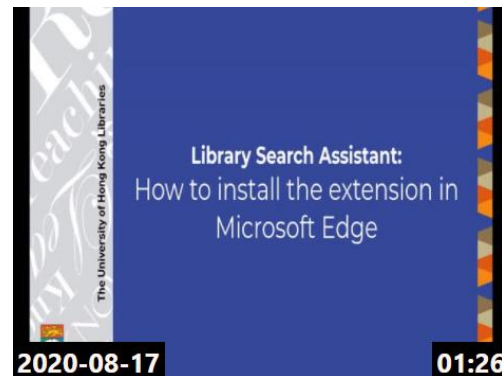 The University of Hong Kong Libraries
Library Search Assistant:
How to install the extension in
Microsoft Edge
2020-08-17
01:26